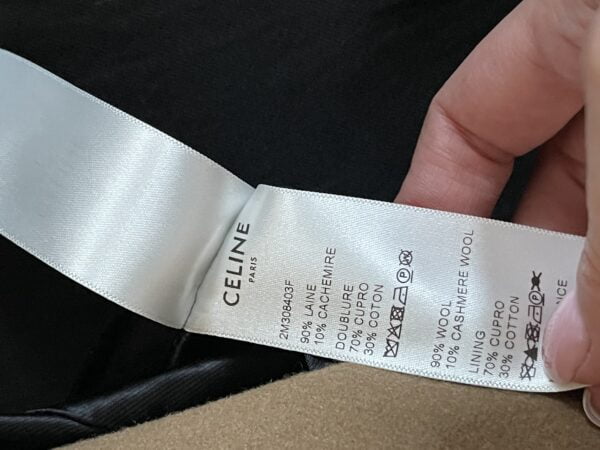 CELINE
PARIS
2M308403F
90% LAINE
10% CACHEMIRE
DOUBLURE
70% CUPRO
30% COTON
90% WOOL
10% CASHMERE WOOL
LINING
70% CUPRO
30% COTTON